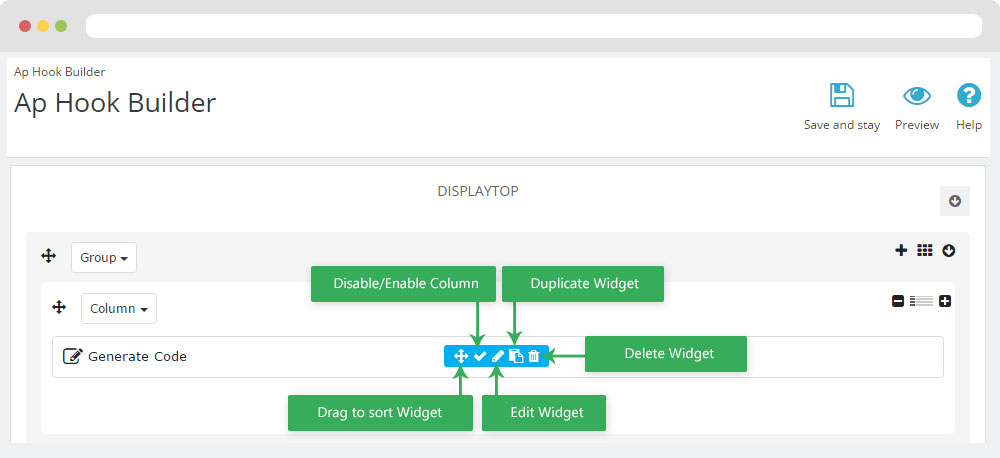 Ap Hook Builder
Ap Hook Builder
Save and stay
Preview
Help
DISPLAYTOP
Group
Disable/Enable Column
Duplicate Widget
Column
Generate Code
Delete Widget
Drag to sort Widget
Edit Widget